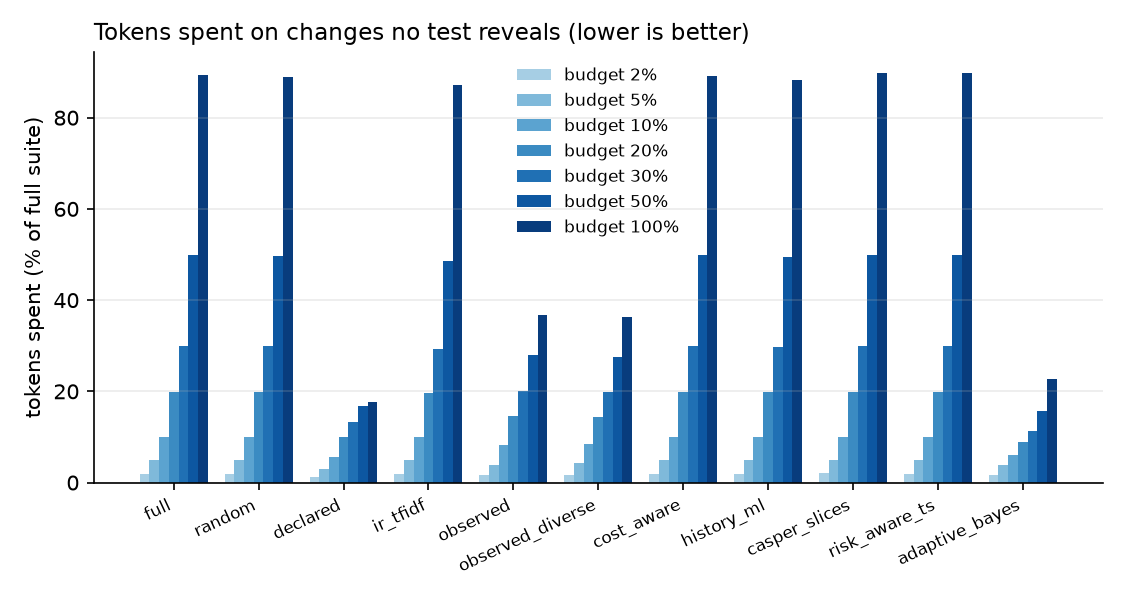 Tokens spent on changes no test reveals (lower is better)
tokens spent (% of full suite)
80
60
40
20
0
budget 2%
budget 5%
budget 10%
budget 20%
budget 30%
budget 50%
budget 100%
full
random
declared
ir_tfidf
observed
observed_diverse
cost_aware
history_ml
casper_slices
risk_aware_ts
adaptive_bayes